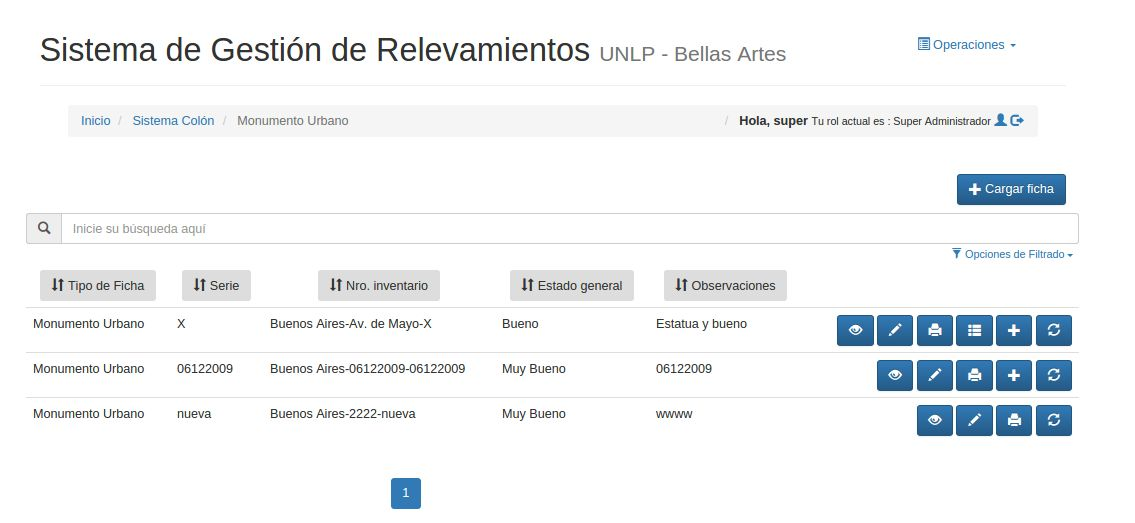 Sistema de Gestión de Relevamientos UNLP - Bellas Artes
Operaciones
Inicio / Sistema Colón / Monumento Urbano / Hola, super Tu rol actual es : Super Administrador
Cargar ficha
Inicie su búsqueda aquí
Opciones de Filtrado
Tipo de Ficha Serie Nro. inventario Estado general Observaciones
Monumento Urbano X Buenos Aires-Av. de Mayo-X Bueno Estatua y bueno
Monumento Urbano 06122009 Buenos Aires-06122009-06122009 Muy Bueno 06122009
Monumento Urbano nueva Buenos Aires-2222-nueva Muy Bueno wwww
1